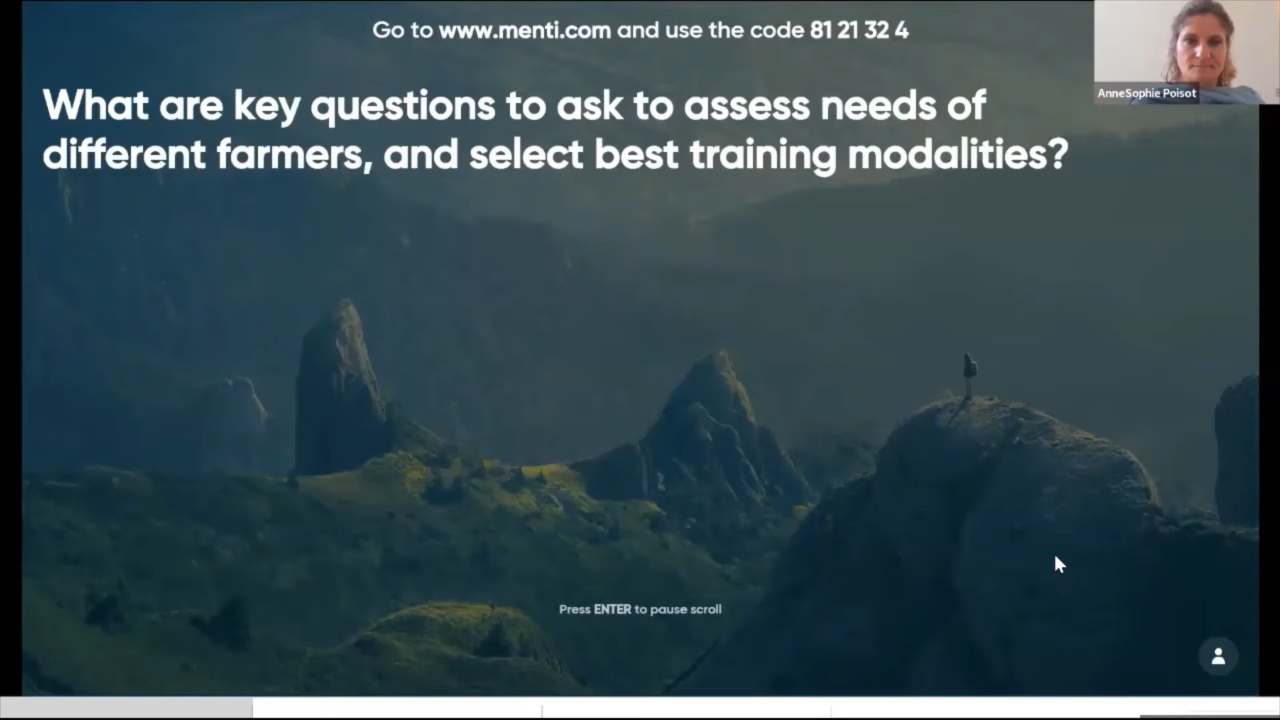 Go to www.menti.com and use the code 81 21 32 4
AnneSophie Poisot
What are key questions to ask to assess needs of
different farmers, and select best training modalities?
Press ENTER to pause scroll